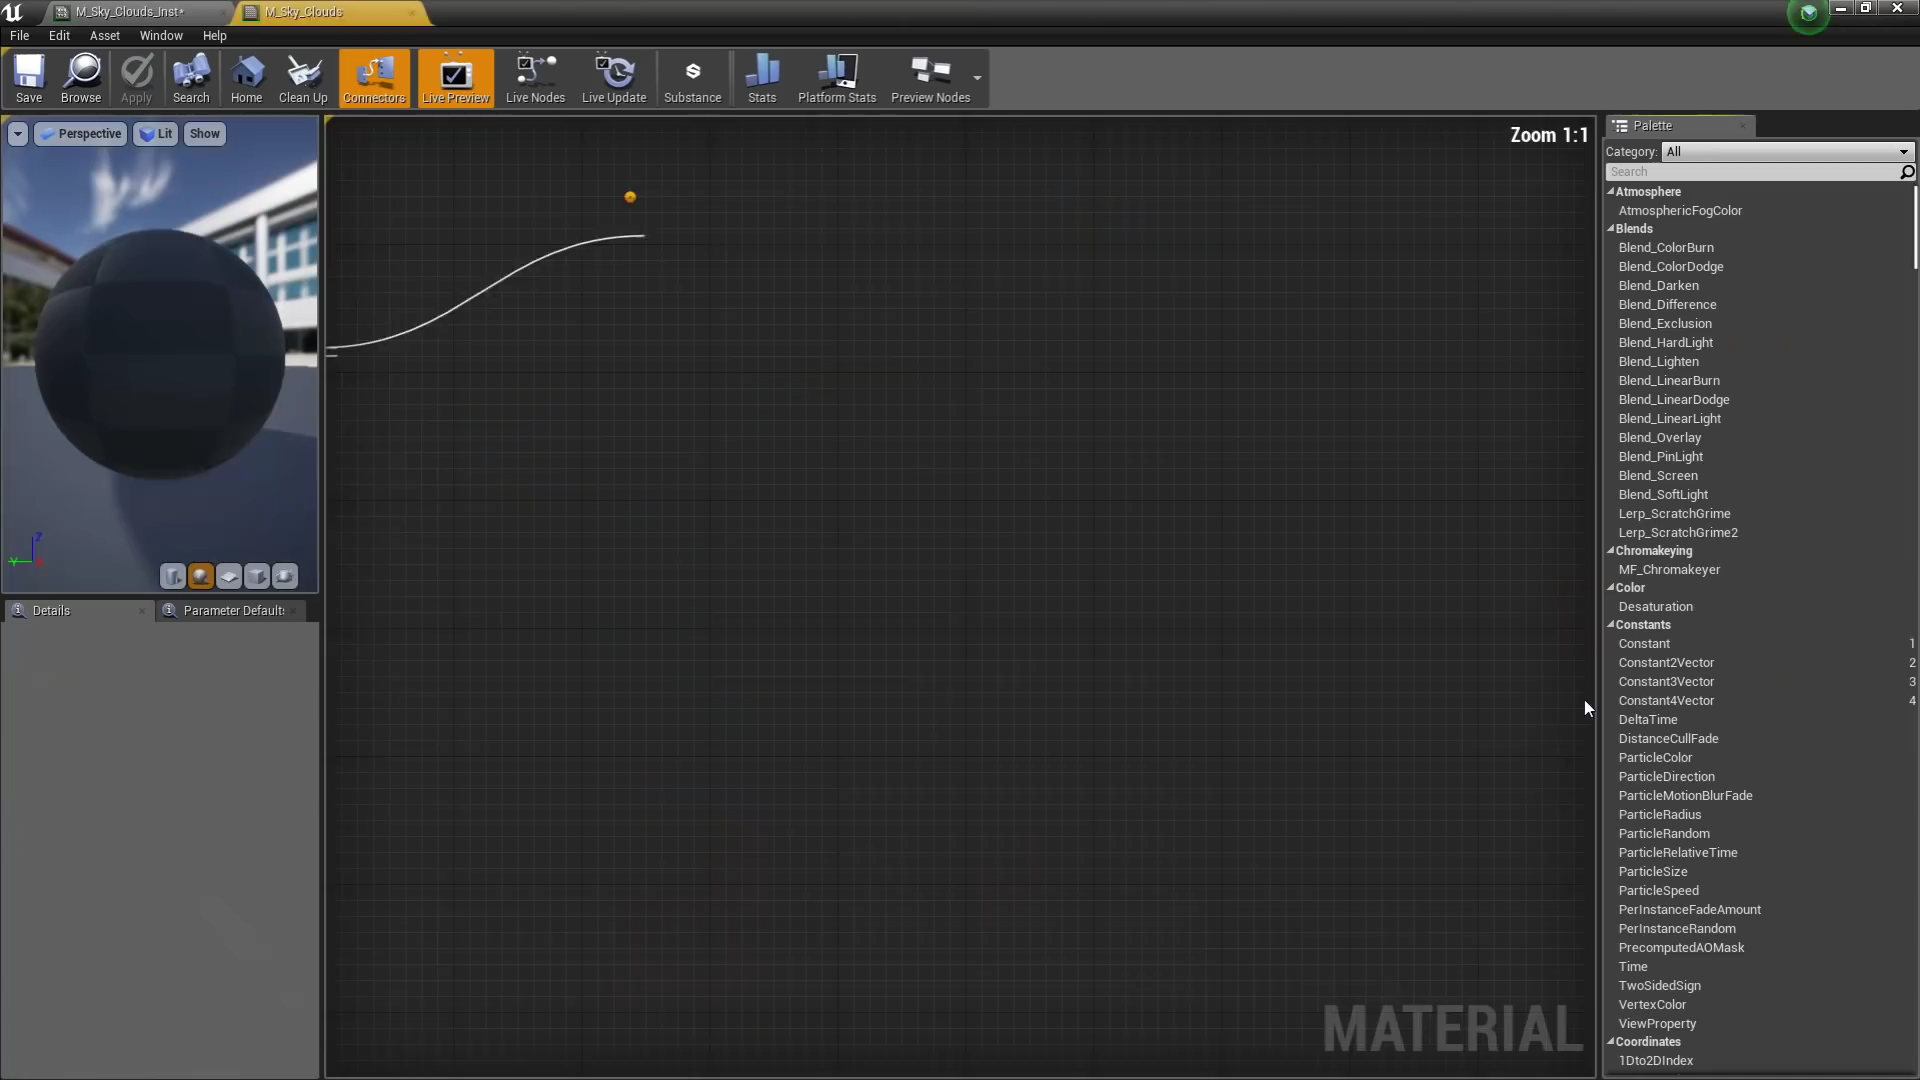 M_Sky_Clouds_Inst*
M_Sky_Clouds
File Edit Asset Window Help
Save Browse Apply Search Home Clean Up Connectors Live Preview Live Nodes Live Update Substance Stats Platform Stats Preview Nodes
Perspective Lit Show
Zoom 1:1
Palette
Category: All
Search
Atmosphere
AtmosphericFogColor
Blends
Blend_ColorBurn
Blend_ColorDodge
Blend_Darken
Blend_Difference
Blend_Exclusion
Blend_HardLight
Blend_Lighten
Blend_LinearBurn
Blend_LinearDodge
Blend_LinearLight
Blend_Overlay
Blend_PinLight
Blend_Screen
Blend_SoftLight
Lerp_ScratchGrime
Lerp_ScratchGrime2
Chromakeying
MF_Chromakeyer
Color
Desaturation
Constants
Constant 1
Constant2Vector 2
Constant3Vector 3
Constant4Vector 4
DeltaTime
DistanceCullFade
ParticleColor
ParticleDirection
ParticleMotionBlurFade
ParticleRadius
ParticleRandom
ParticleRelativeTime
ParticleSize
ParticleSpeed
PerInstanceFadeAmount
PerInstanceRandom
PrecomputedAOMask
Time
TwoSidedSign
VertexColor
ViewProperty
Coordinates
1Dto2DIndex
Z
Y
Details
Parameter Defaults
MATERIAL